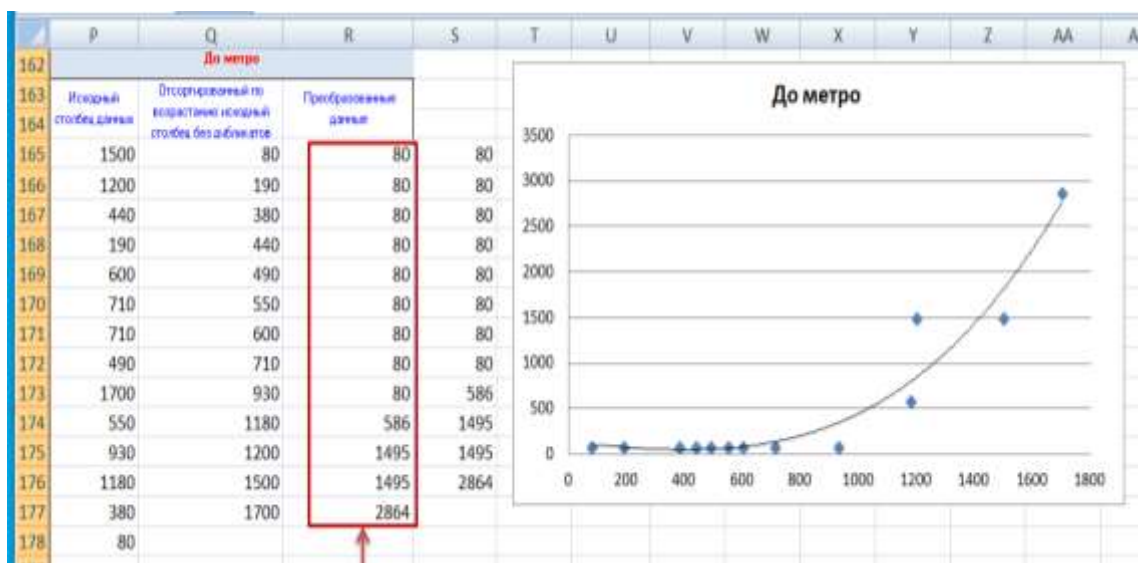 P Q R S T U V W X Y Z AA A
162 До метро
163 Исходный Отсортированный по Преобразованные
164 столбец данных возрастанию исходный данные
столбец без дубликатов
165 1500 80 80 80
166 1200 190 80 80
167 440 380 80 80
168 190 440 80 80
169 600 490 80 80
170 710 550 80 80
171 710 600 80 80
172 490 710 80 80
173 1700 930 80 586
174 550 1180 586 1495
175 930 1200 1495 1495
176 1180 1500 1495 2864
177 380 1700 2864
178 80
До метро
3500
3000
2500
2000
1500
1000
500
0
0 200 400 600 800 1000 1200 1400 1600 1800